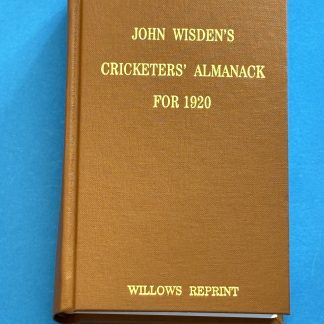 JOHN WISDEN'S
CRICKETERS' ALMANACK
FOR 1920
WILLOWS REPRINT